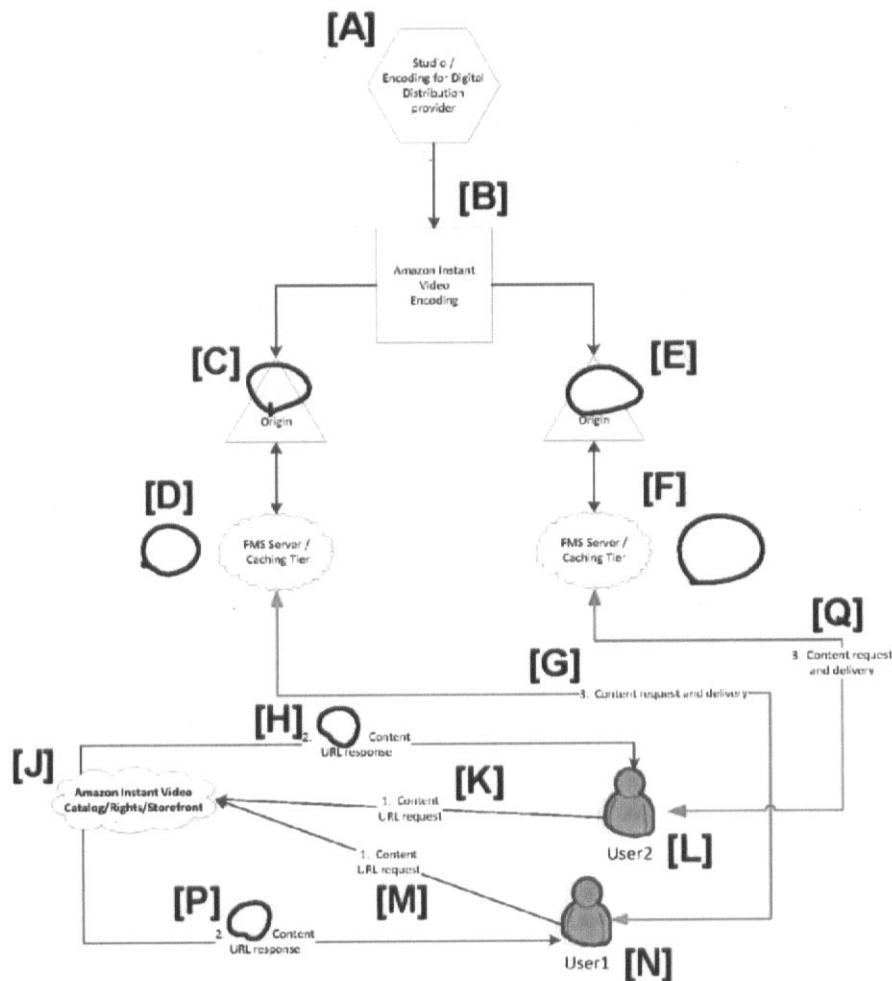 [A]
Studio /
Encoding for Digital
Distribution
provider
[B]
Amazon Instant
Video
Encoding
[C]
Origin
[E]
Origin
[D]
FMS Server /
Caching Tier
[F]
FMS Server /
Caching Tier
[Q]
3. Content request
and delivery
[G]
3. Content request and delivery
[H]
2. Content
URL response
[J]
Amazon Instant Video
Catalog/Rights/Storefront
[K]
1. Content
URL request
User2
[L]
1. Content
URL request
[M]
[P]
2. Content
URL response
User1
[N]